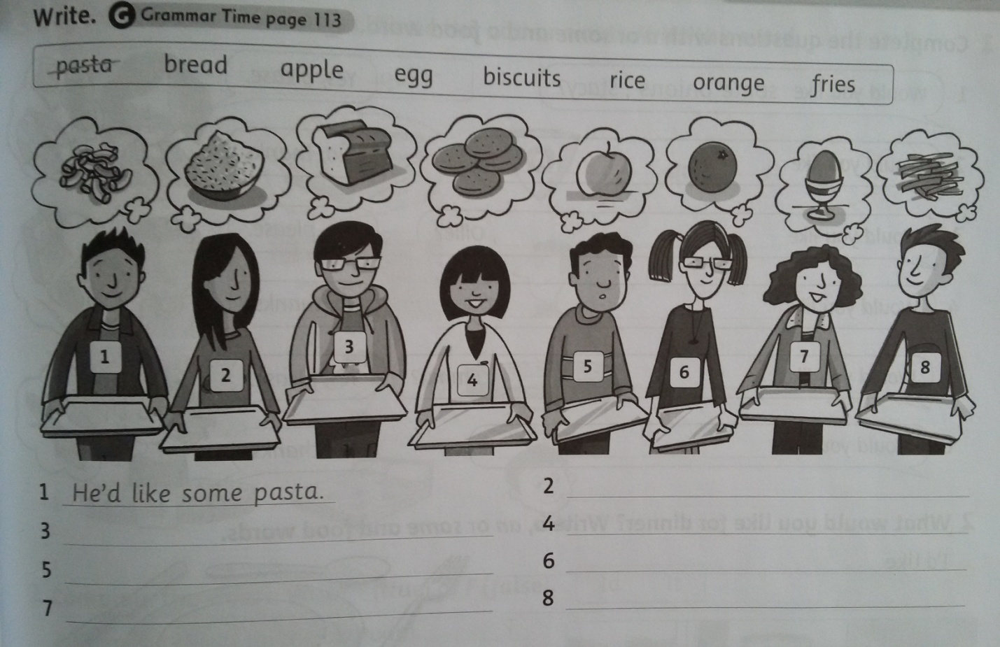 Write. G Grammar Time page 113
pasta bread apple egg biscuits rice orange fries
1 2 3 4 5 6 7 8
1 He'd like some pasta. 2
3 4
5 6
7 8